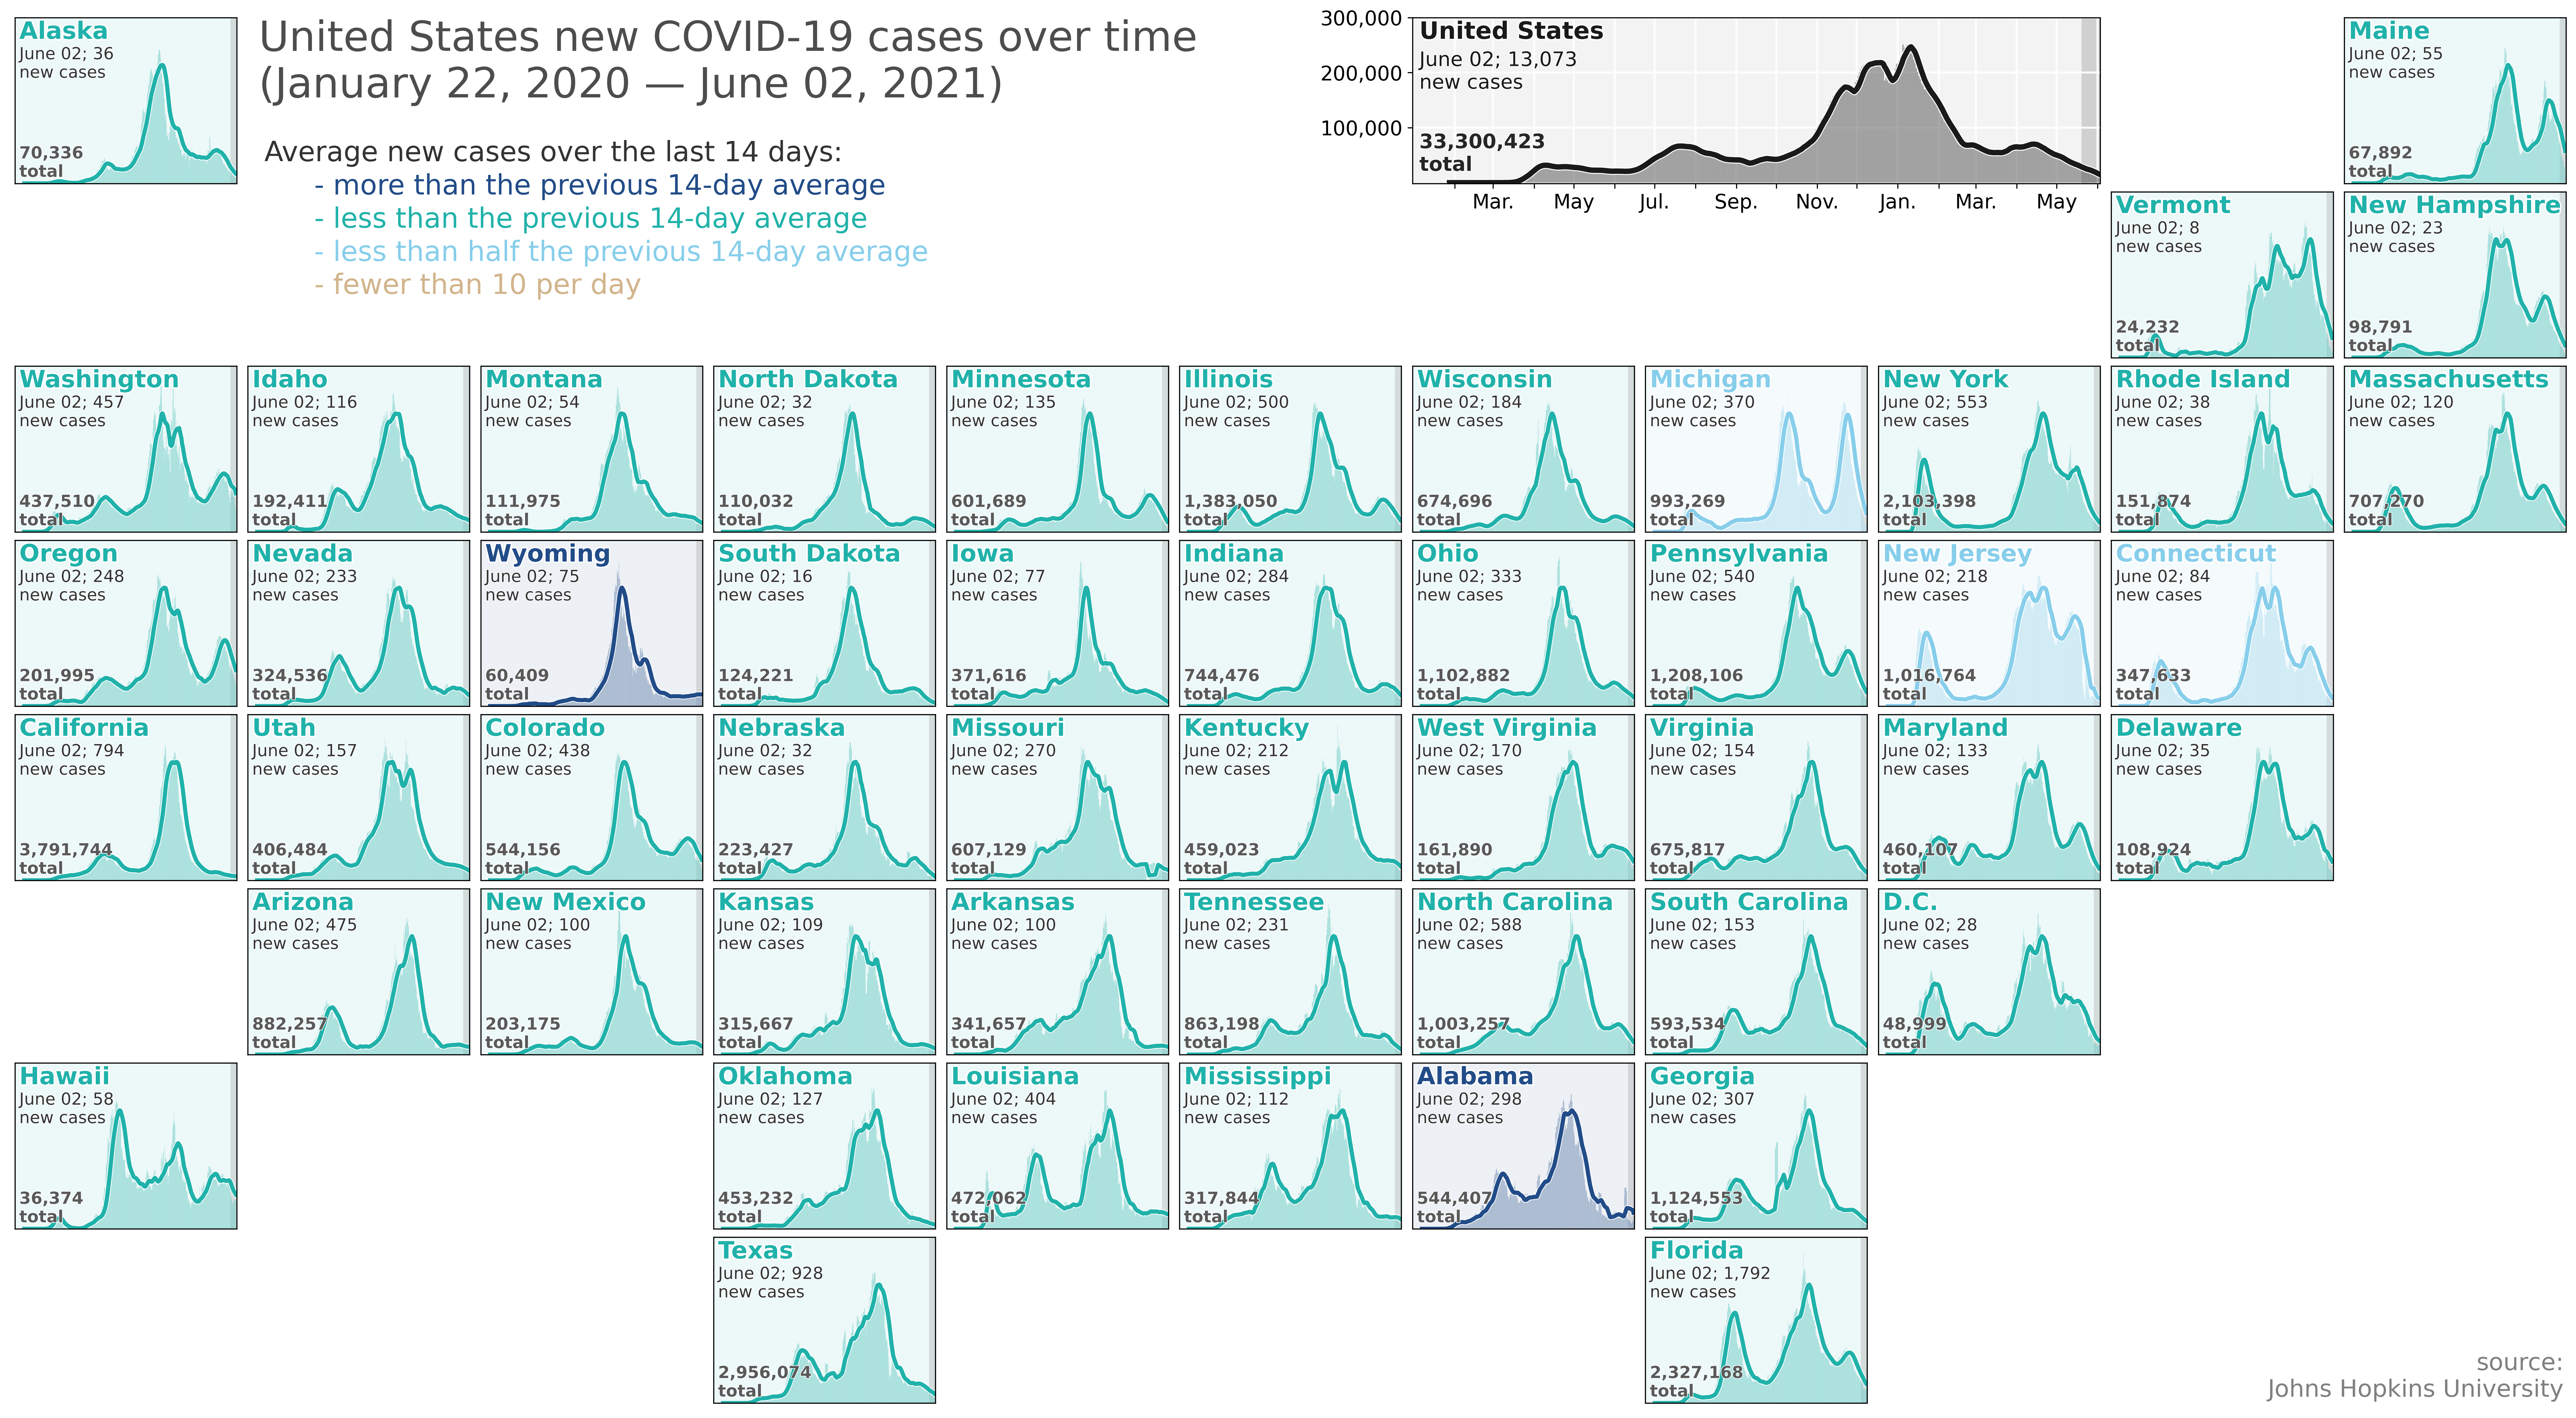 Alaska
June 02; 36
new cases
70,336
total
United States new COVID-19 cases over time
(January 22, 2020 — June 02, 2021)
Average new cases over the last 14 days:
- more than the previous 14-day average
- less than the previous 14-day average
- less than half the previous 14-day average
- fewer than 10 per day
300,000
200,000
100,000
United States
June 02; 13,073
new cases
33,300,423
total
Mar. May Jul. Sep. Nov. Jan. Mar. May
Maine
June 02; 55
new cases
67,892
total
Vermont
June 02; 8
new cases
24,232
total
New Hampshire
June 02; 23
new cases
98,791
total
Washington
June 02; 457
new cases
437,510
total
Idaho
June 02; 116
new cases
192,411
total
Montana
June 02; 54
new cases
111,975
total
North Dakota
June 02; 32
new cases
110,032
total
Minnesota
June 02; 135
new cases
601,689
total
Illinois
June 02; 500
new cases
1,383,050
total
Wisconsin
June 02; 184
new cases
674,696
total
Michigan
June 02; 370
new cases
993,269
total
New York
June 02; 553
new cases
2,103,398
total
Rhode Island
June 02; 38
new cases
151,874
total
Massachusetts
June 02; 120
new cases
707,270
total
Oregon
June 02; 248
new cases
201,995
total
Nevada
June 02; 233
new cases
324,536
total
Wyoming
June 02; 75
new cases
60,409
total
South Dakota
June 02; 16
new cases
124,221
total
Iowa
June 02; 77
new cases
371,616
total
Indiana
June 02; 284
new cases
744,476
total
Ohio
June 02; 333
new cases
1,102,882
total
Pennsylvania
June 02; 540
new cases
1,208,106
total
New Jersey
June 02; 218
new cases
1,016,764
total
Connecticut
June 02; 84
new cases
347,633
total
California
June 02; 794
new cases
3,791,744
total
Utah
June 02; 157
new cases
406,484
total
Colorado
June 02; 438
new cases
544,156
total
Nebraska
June 02; 32
new cases
223,427
total
Missouri
June 02; 270
new cases
607,129
total
Kentucky
June 02; 212
new cases
459,023
total
West Virginia
June 02; 170
new cases
161,890
total
Virginia
June 02; 154
new cases
675,817
total
Maryland
June 02; 133
new cases
460,107
total
Delaware
June 02; 35
new cases
108,924
total
Arizona
June 02; 475
new cases
882,257
total
New Mexico
June 02; 100
new cases
203,175
total
Kansas
June 02; 109
new cases
315,667
total
Arkansas
June 02; 100
new cases
341,657
total
Tennessee
June 02; 231
new cases
863,198
total
North Carolina
June 02; 588
new cases
1,003,257
total
South Carolina
June 02; 153
new cases
593,534
total
D.C.
June 02; 28
new cases
48,999
total
Hawaii
June 02; 58
new cases
36,374
total
Oklahoma
June 02; 127
new cases
453,232
total
Louisiana
June 02; 404
new cases
472,062
total
Mississippi
June 02; 112
new cases
317,844
total
Alabama
June 02; 298
new cases
544,407
total
Georgia
June 02; 307
new cases
1,124,553
total
Texas
June 02; 928
new cases
2,956,074
total
Florida
June 02; 1,792
new cases
2,327,168
total
source:
Johns Hopkins University